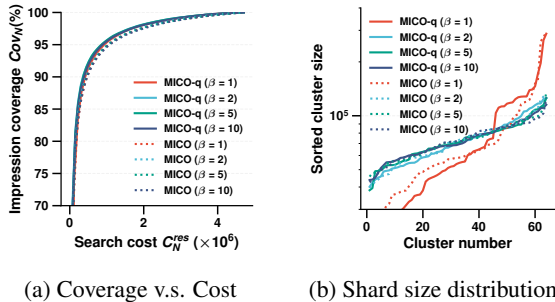 Impression coverage Cov_N(%)
100
95
90
85
80
75
70
MICO-q (β = 1)
MICO-q (β = 2)
MICO-q (β = 5)
MICO-q (β = 10)
MICO (β = 1)
MICO (β = 2)
MICO (β = 5)
MICO (β = 10)
0
2
4
Search cost C_N^res (×10^6)
(a) Coverage v.s. Cost
Sorted cluster size
10^5
MICO-q (β = 1)
MICO-q (β = 2)
MICO-q (β = 5)
MICO-q (β = 10)
MICO (β = 1)
MICO (β = 2)
MICO (β = 5)
MICO (β = 10)
0
20
40
60
Cluster number
(b) Shard size distribution